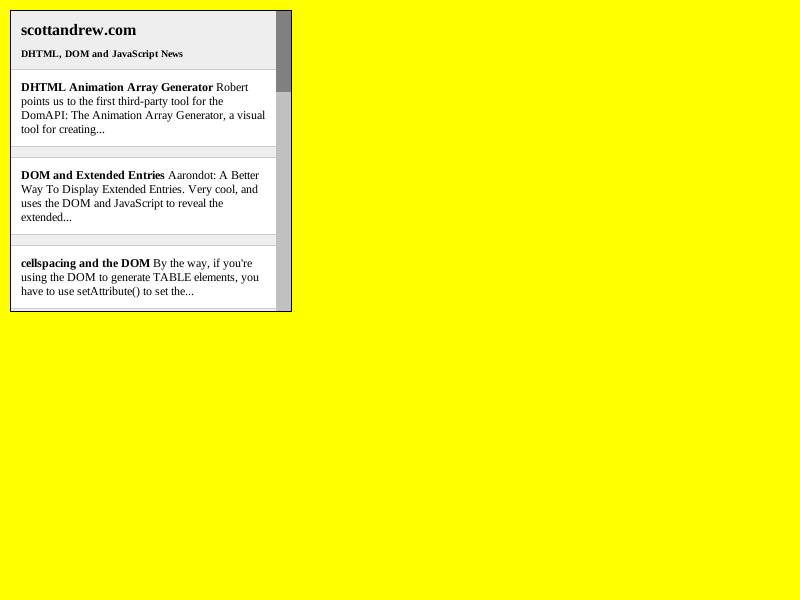 scottandrew.com
DHTML, DOM and JavaScript News
DHTML Animation Array Generator Robert
points us to the first third-party tool for the
DomAPI: The Animation Array Generator, a visual
tool for creating...
DOM and Extended Entries Aarondot: A Better
Way To Display Extended Entries. Very cool, and
uses the DOM and JavaScript to reveal the
extended...
cellspacing and the DOM By the way, if you're
using the DOM to generate TABLE elements, you
have to use setAttribute() to set the...